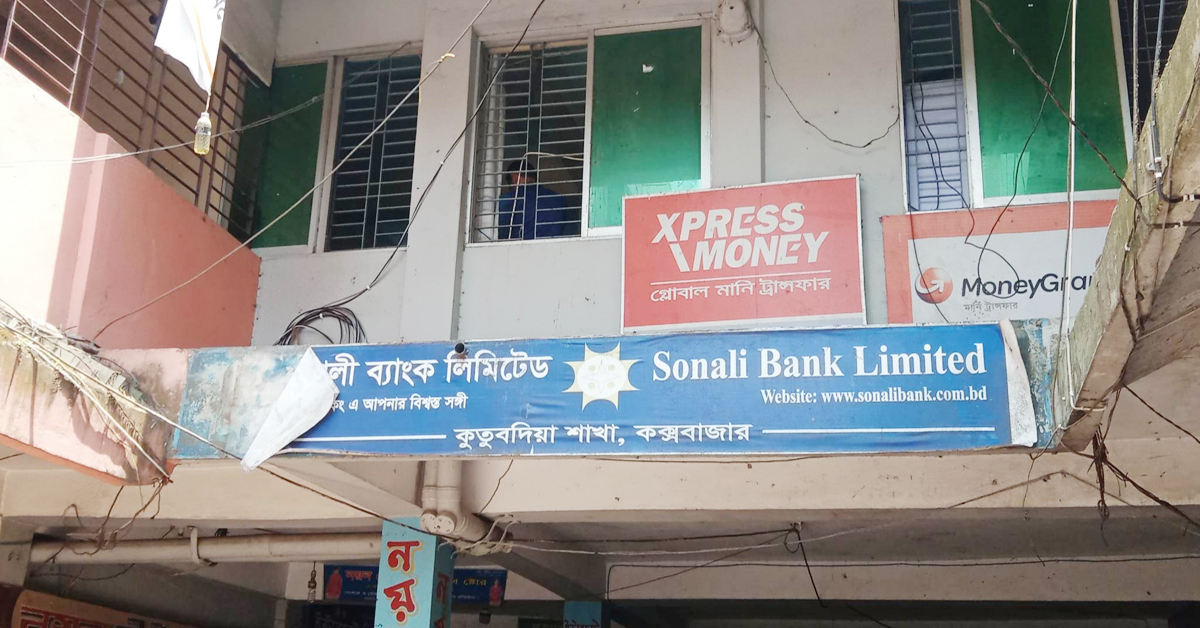 XPRESS
MONEY
গ্লোবাল মানি ট্রান্সফার
MoneyGra
মানি ট্রান্সফার
লী ব্যাংক লিমিটেড
Sonali Bank Limited
এ আপনার বিশ্বস্ত সঙ্গী
Website: www.sonalibank.com.bd
কুতুবদিয়া শাখা, কক্সবাজার
নয়